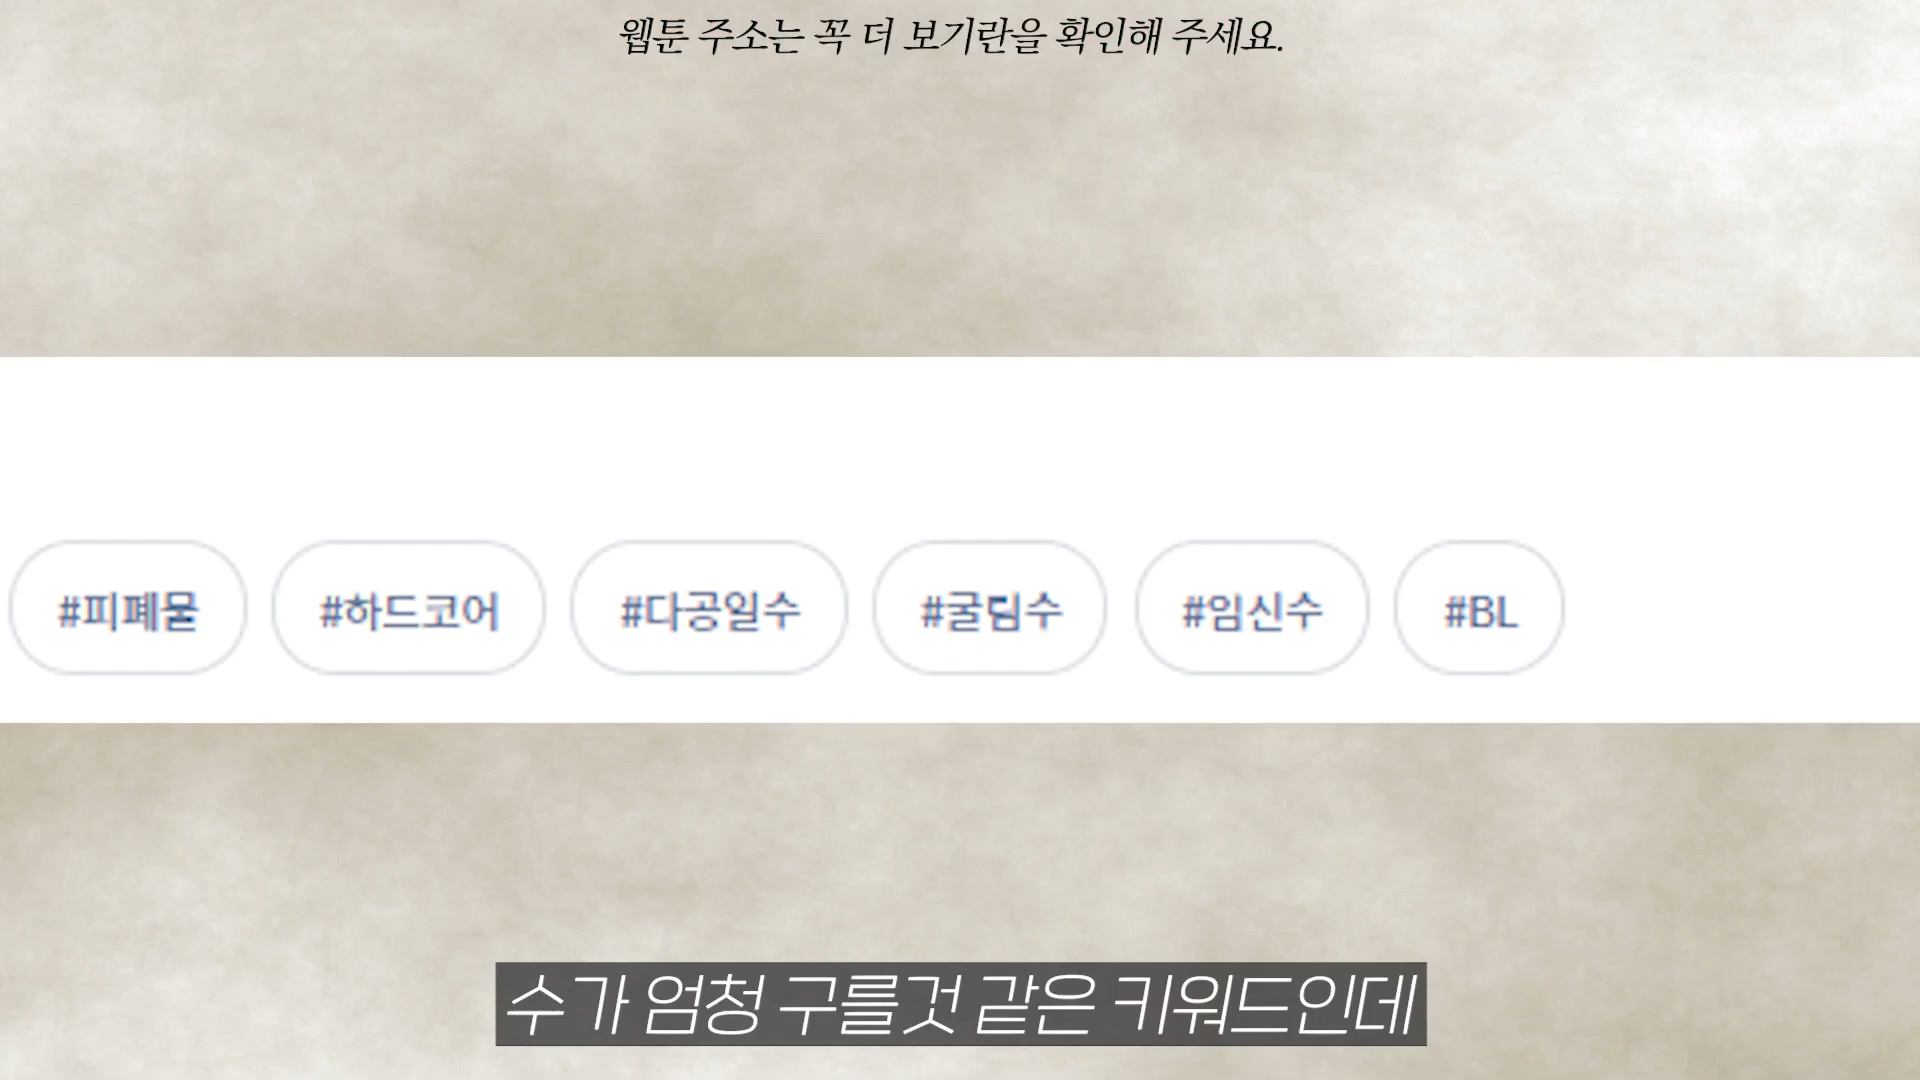 웹툰 주소는 꼭 더 보기란을 확인해 주세요.
#피폐물 #하드코어 #다공일수 #굴림수 #임신수 #BL
수가 엄청 구를것 같은 키워드인데